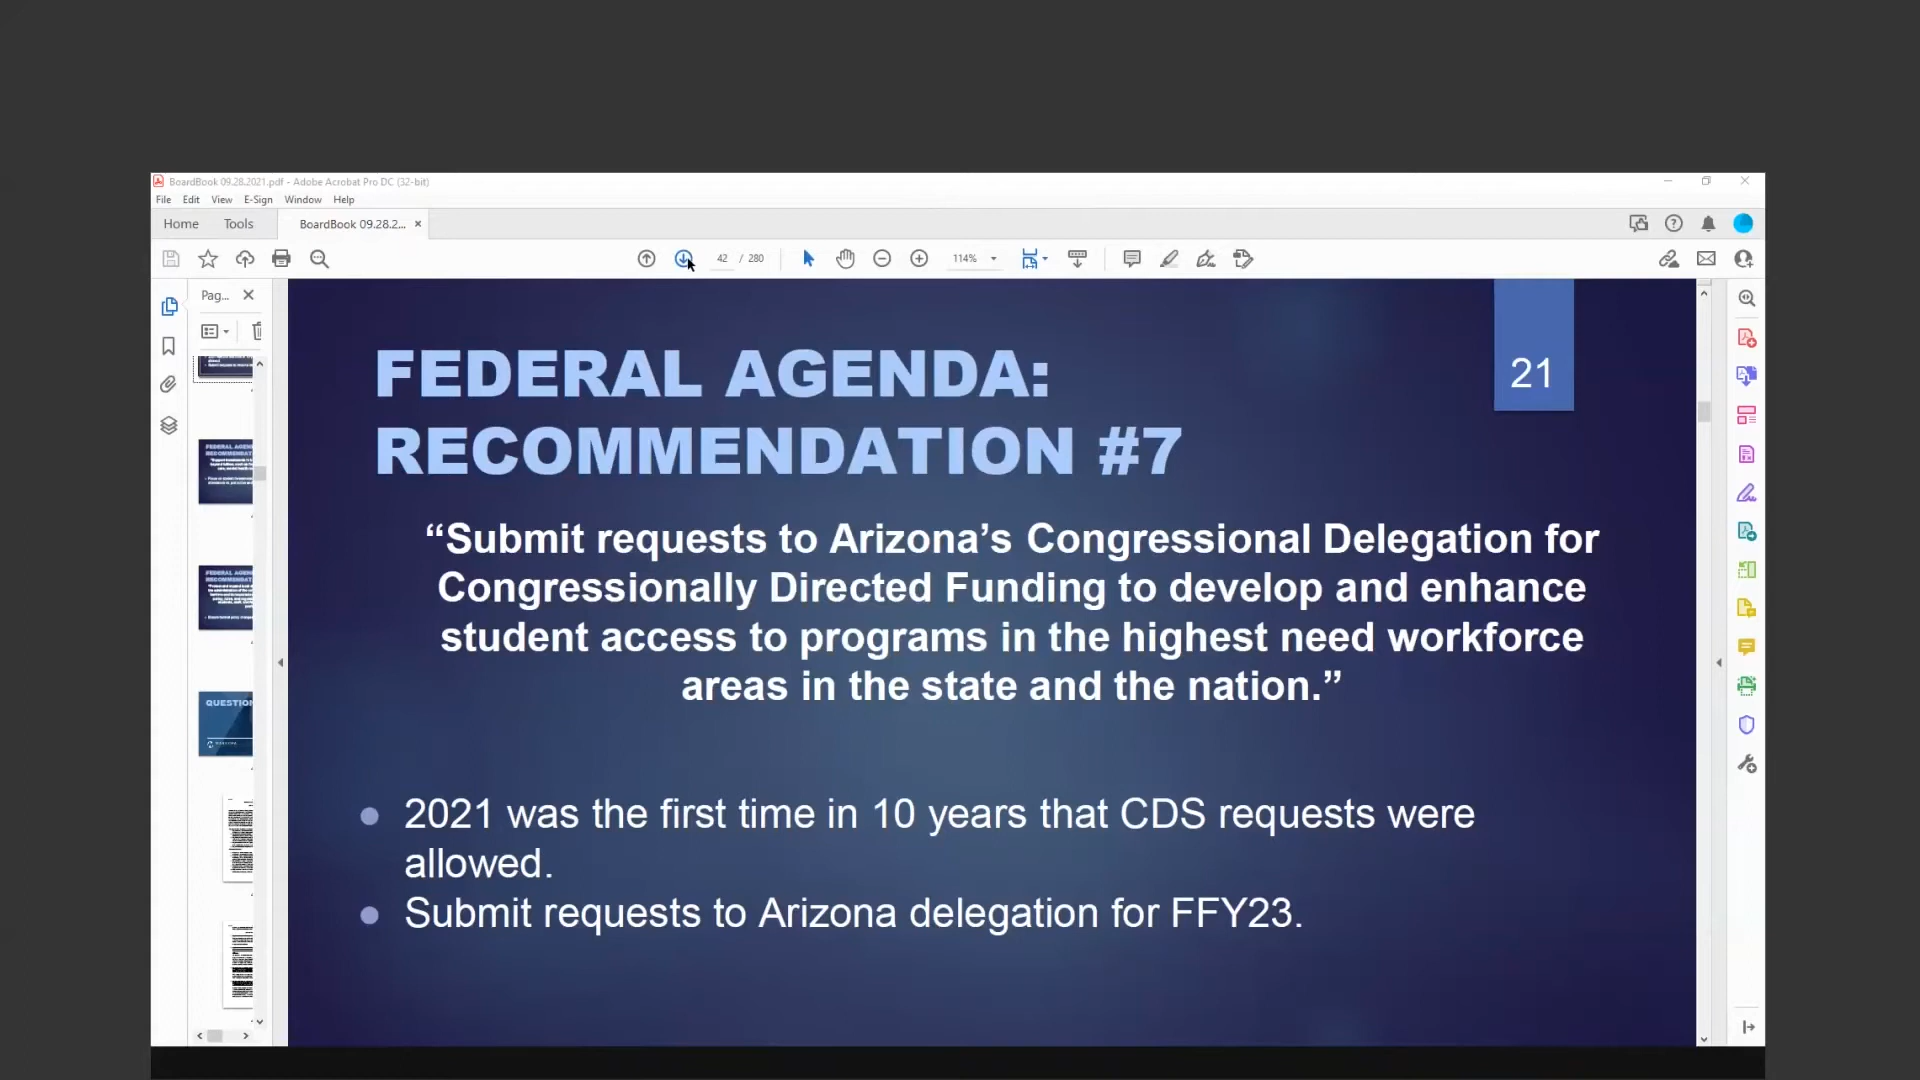 BoardBook 09.28.2021.pdf - Adobe Acrobat Pro DC (32-bit)
File Edit View E-Sign Window Help
Home Tools BoardBook 09.28.2...
42 / 280 114%
Pag...
21
FEDERAL AGENDA:
RECOMMENDATION #7
“Submit requests to Arizona’s Congressional Delegation for
Congressionally Directed Funding to develop and enhance
student access to programs in the highest need workforce
areas in the state and the nation.”
2021 was the first time in 10 years that CDS requests were
allowed.
Submit requests to Arizona delegation for FFY23.